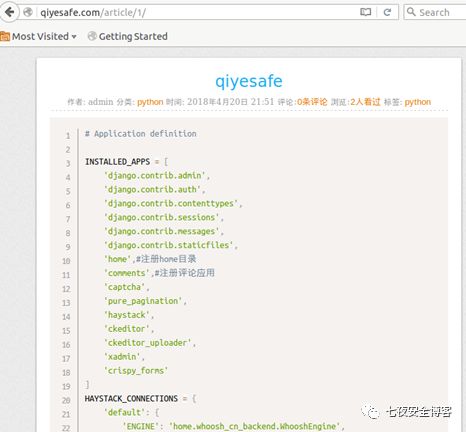 qiyesafe.com/article/1/
Search
Most Visited
Getting Started
qiyesafe
作者: admin 分类: python 时间: 2018年4月20日 21:51 评论:0条评论 浏览:2人看过 标签: python
1 # Application definition
2
3 INSTALLED_APPS = [
4 'django.contrib.admin',
5 'django.contrib.auth',
6 'django.contrib.contenttypes',
7 'django.contrib.sessions',
8 'django.contrib.messages',
9 'django.contrib.staticfiles',
10 'home',#注册home目录
11 'comments',#注册评论应用
12 'captcha',
13 'pure_pagination',
14 'haystack',
15 'ckeditor',
16 'ckeditor_uploader',
17 'xadmin',
18 'crispy_forms'
19 ]
20 HAYSTACK_CONNECTIONS = {
21 'default': {
22 'ENGINE': 'home.whoosh_cn_backend.WhooshEngine',
七夜安全博客